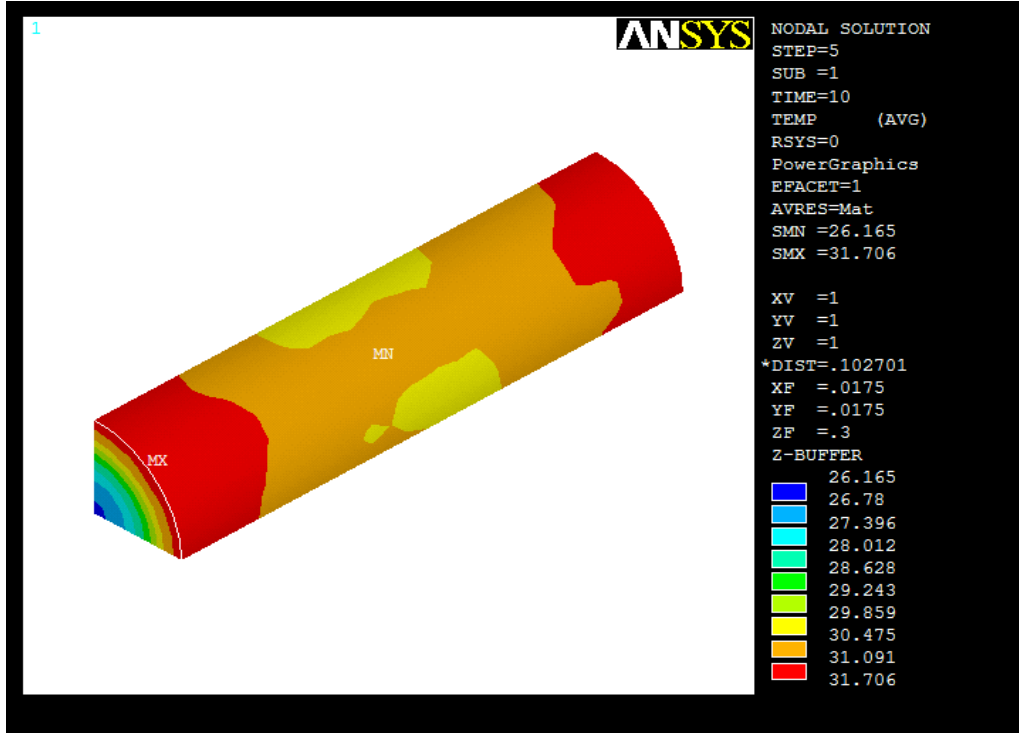 1
ANSYS
NODAL SOLUTION
STEP=5
SUB =1
TIME=10
TEMP (AVG)
RSYS=0
PowerGraphics
EFACET=1
AVRES=Mat
SMN =26.165
SMX =31.706
XV =1
YV =1
ZV =1
*DIST=.102701
XF =.0175
YF =.0175
ZF =.3
Z-BUFFER
26.165
26.78
27.396
28.012
28.628
29.243
29.859
30.475
31.091
31.706
MN
MX